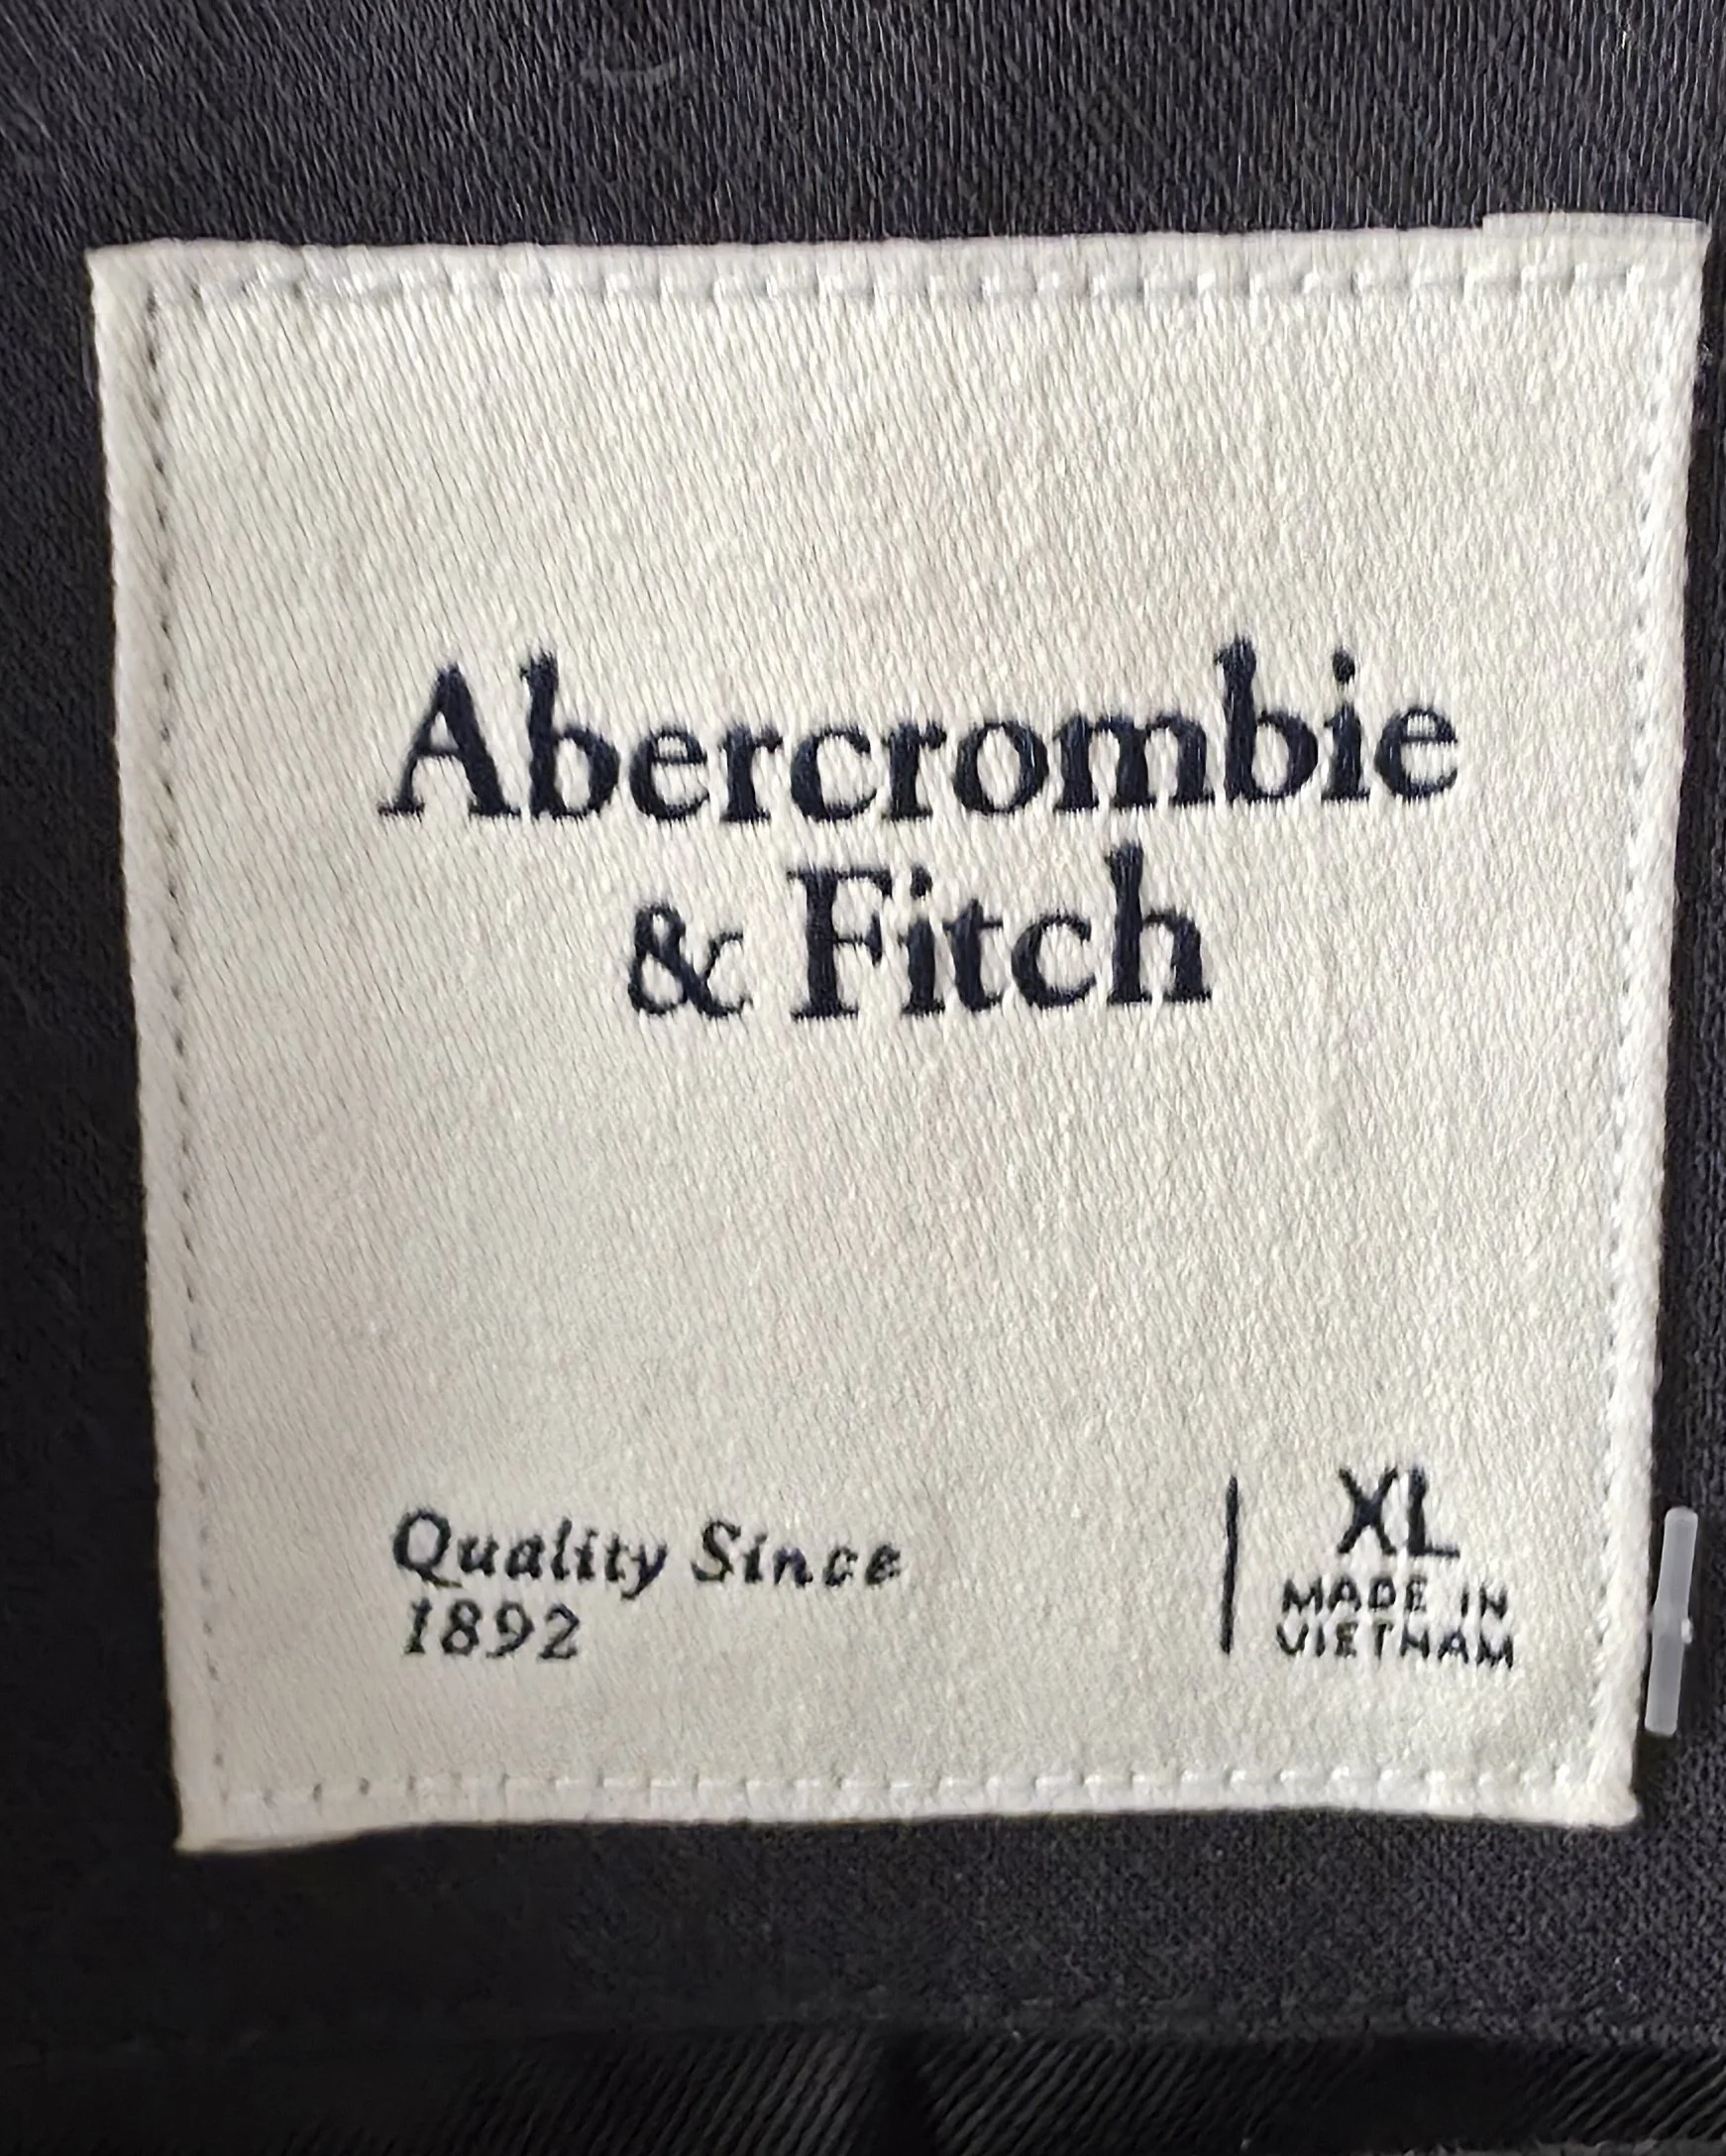 Abercrombie
& Fitch
Quality Since
1892
XL
MADE IN
VIETNAM